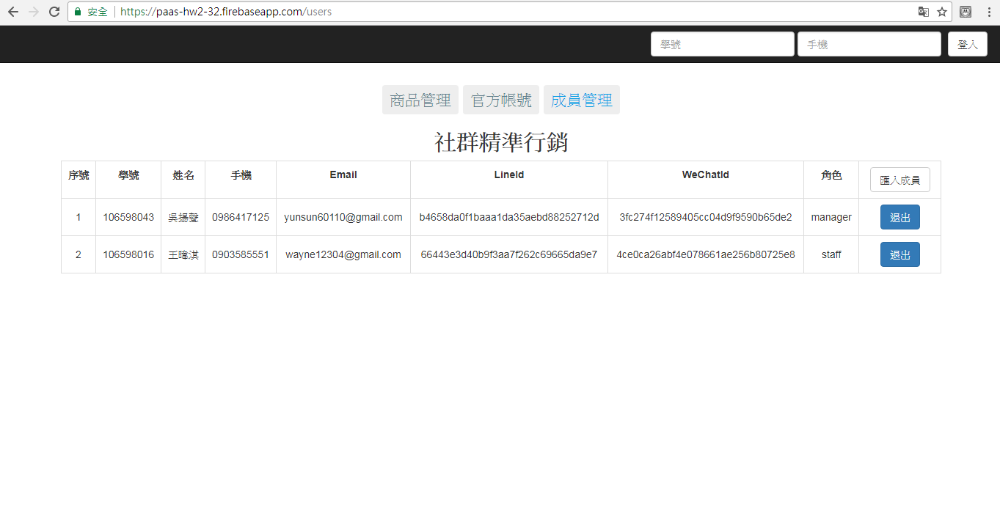 安全 https://paas-hw2-32.firebaseapp.com/users
學號 手機 登入
商品管理 官方帳號 成員管理
社群精準行銷
序號 學號 姓名 手機 Email LineId WeChatId 角色 匯入成員
1 106598043 吳揚聲 0986417125 yunsun60110@gmail.com b4658da0f1baaa1da35aebd88252712d 3fc274f12589405cc04d9f9590b65de2 manager 退出
2 106598016 王暐淇 0903585551 wayne12304@gmail.com 66443e3d40b9f3aa7f262c69665da9e7 4ce0ca26abf4e078661ae256b80725e8 staff 退出